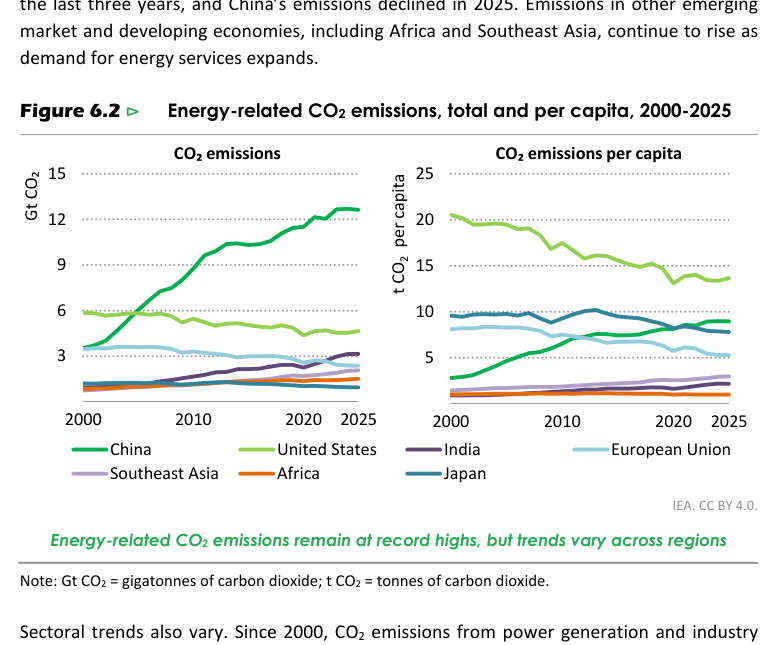 the last three years, and China's emissions declined in 2025. Emissions in other emerging
market and developing economies, including Africa and Southeast Asia, continue to rise as
demand for energy services expands.
Figure 6.2 ▷ Energy-related CO₂ emissions, total and per capita, 2000-2025
CO₂ emissions
Gt CO₂
15
12
9
6
3
2000 2010 2020 2025
CO₂ emissions per capita
t CO₂ per capita
25
20
15
10
5
2000 2010 2020 2025
China United States India European Union
Southeast Asia Africa Japan
IEA. CC BY 4.0.
Energy-related CO₂ emissions remain at record highs, but trends vary across regions
Note: Gt CO₂ = gigatonnes of carbon dioxide; t CO₂ = tonnes of carbon dioxide.
Sectoral trends also vary. Since 2000, CO₂ emissions from power generation and industry